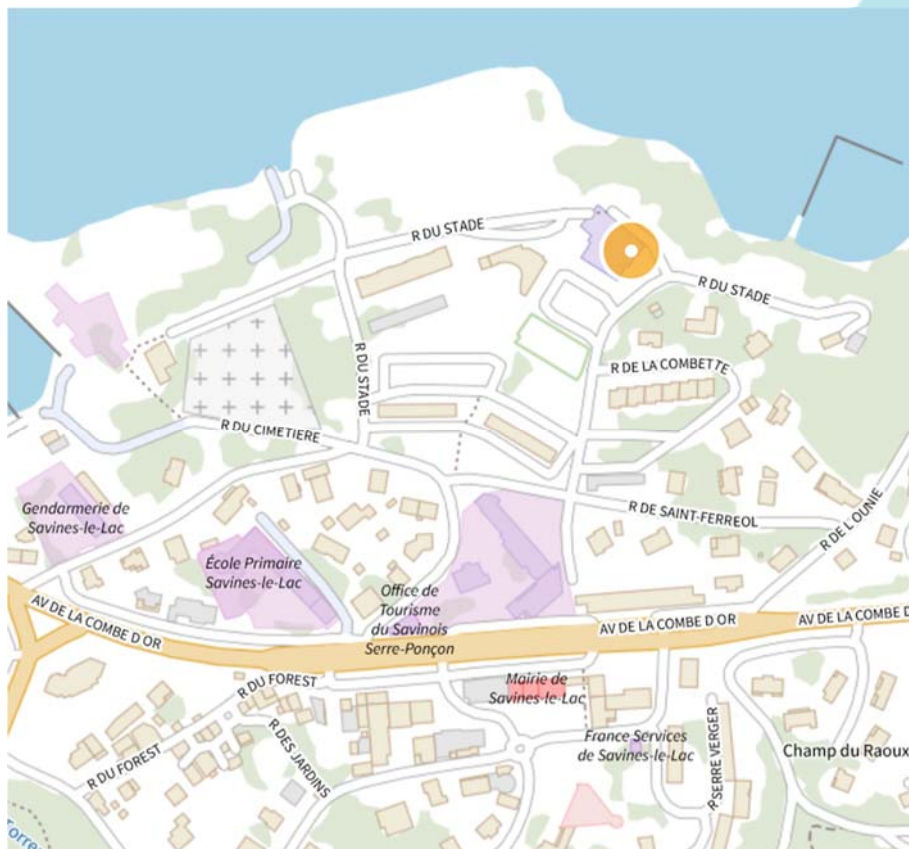 R DU STADE
R DU STADE
R DE LA COMBETTE
R DU STADE
R DU CIMETIERE
Gendarmerie de
Savines-le-Lac
R DE SAINT-FERREOL
R DE L OUNIE
École Primaire
Savines-le-Lac
Office de
Tourisme
du Savinois
Serre-Ponçon
AV DE LA COMBE D OR
AV DE LA COMBE D OR
AV DE LA COMBE D
R DU FOREST
Mairie de
Savines-le-Lac
R DU FOREST
R DES JARDINS
France Services
de Savines-le-Lac
R SERRE VERGER
Champ du Raoux
Torre